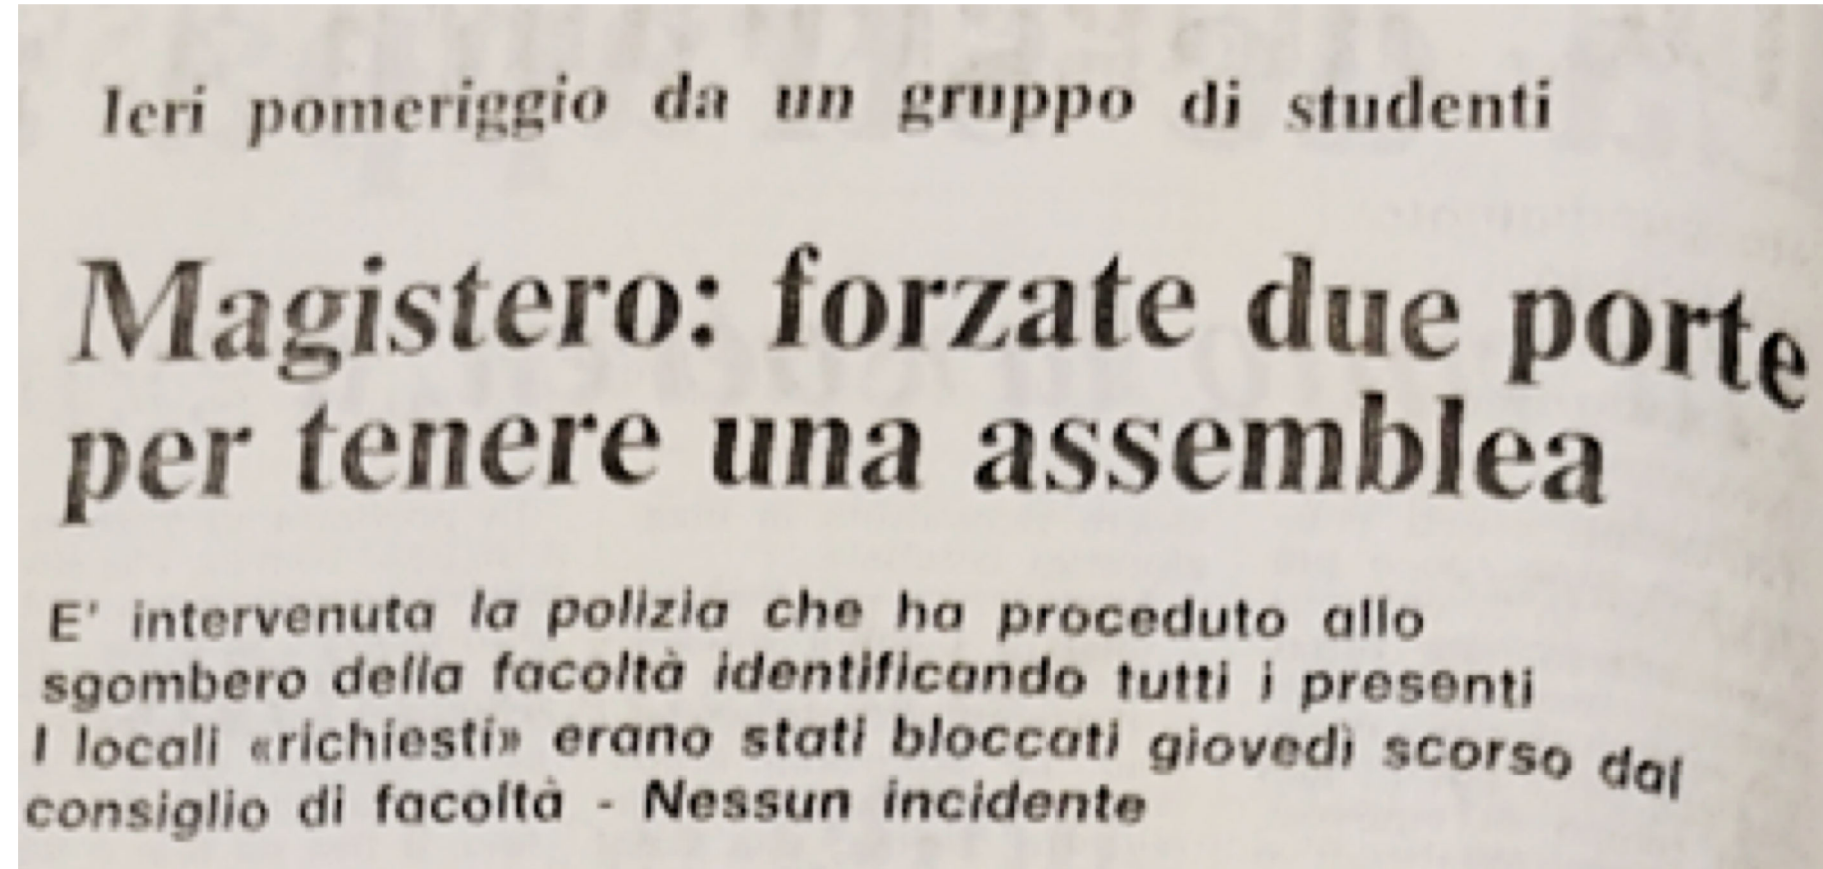 Ieri pomeriggio da un gruppo di studenti
Magistero: forzate due porte
per tenere una assemblea
E' intervenuta la polizia che ha proceduto allo
sgombero della facoltà identificando tutti i presenti
I locali «richiesti» erano stati bloccati giovedì scorso dal
consiglio di facoltà - Nessun incidente